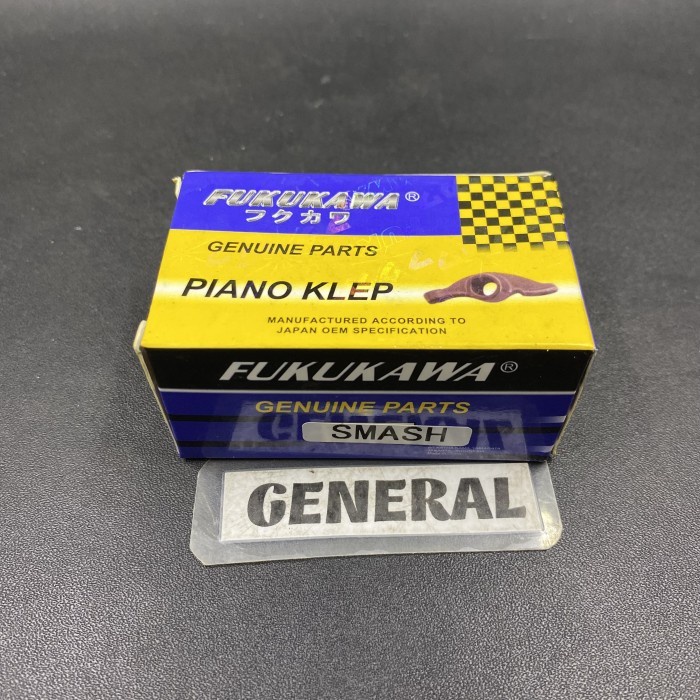 FUKUKAWA®
フクカワ
GENUINE PARTS
PIANO KLEP
MANUFACTURED ACCORDING TO
JAPAN OEM SPECIFICATION
FUKUKAWA®
GENUINE PARTS
SMASH
GENERAL